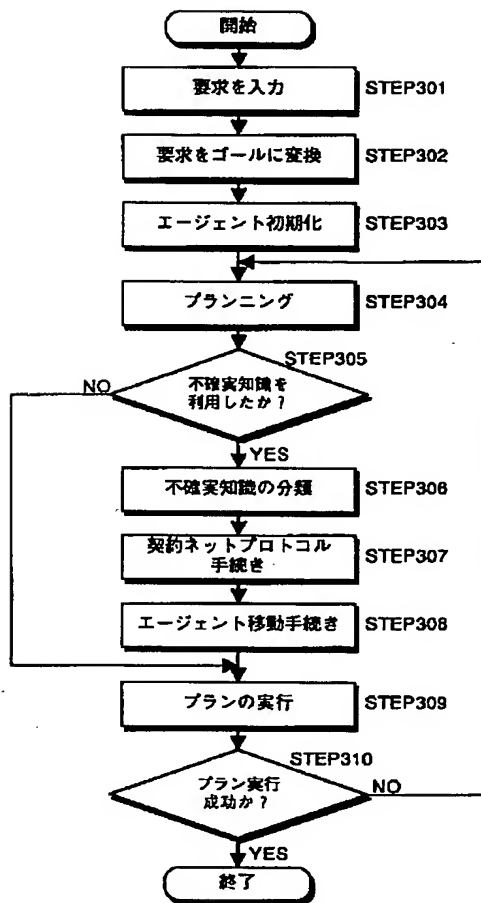 開始
要求を入力
STEP301
要求をゴールに変換
STEP302
エージェント初期化
STEP303
プランニング
STEP304
STEP305
NO
不確実知識を
利用したか？
YES
不確実知識の分類
STEP306
契約ネットプロトコル
手続き
STEP307
エージェント移動手続き
STEP308
プランの実行
STEP309
STEP310
プラン実行
成功か？
NO
YES
終了